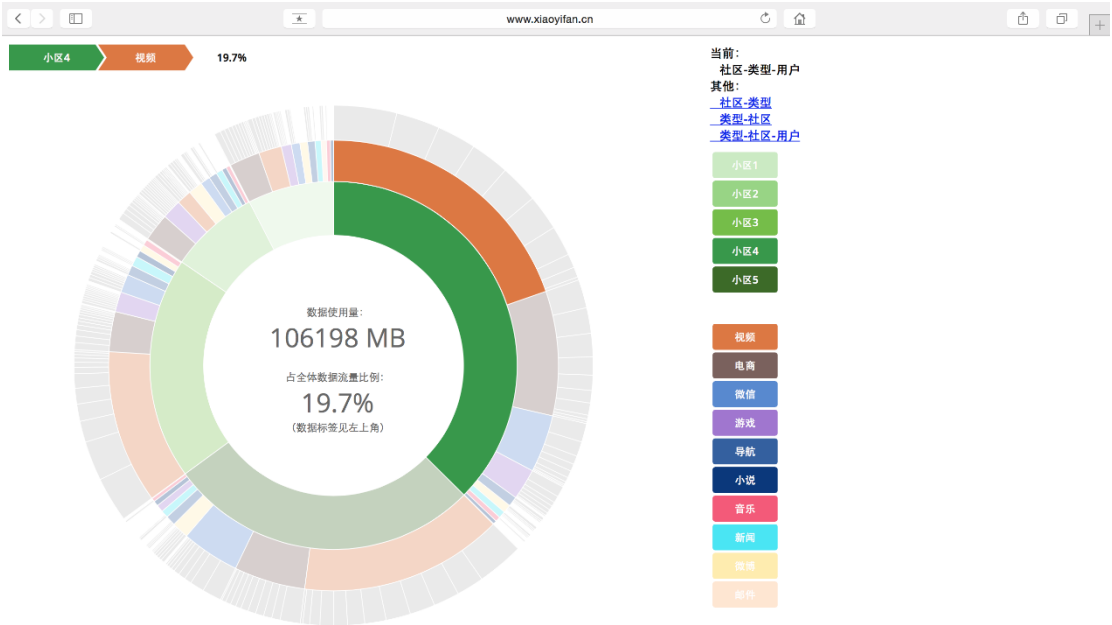 www.xiaoyifan.cn
小区4 视频 19.7%
数据使用量:
106198 MB
占全体数据流量比例:
19.7%
(数据标签见左上角)
当前:
社区-类型-用户
其他:
社区-类型
类型-社区
类型-社区-用户
小区1
小区2
小区3
小区4
小区5
视频
电商
微信
游戏
导航
小说
音乐
新闻
微博
邮件